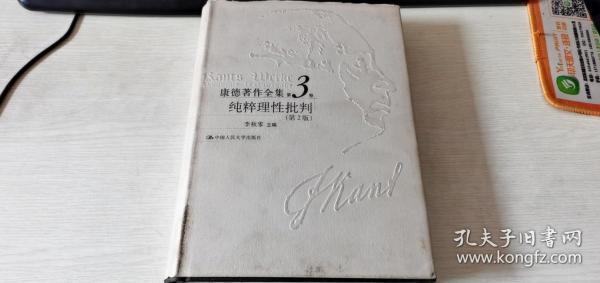 Kants Werke
康德著作全集 第3卷
纯粹理性批判
(第2版)
李秋零 主编
中国人民大学出版社
Kant
孔夫子旧书网
www.kongfz.com